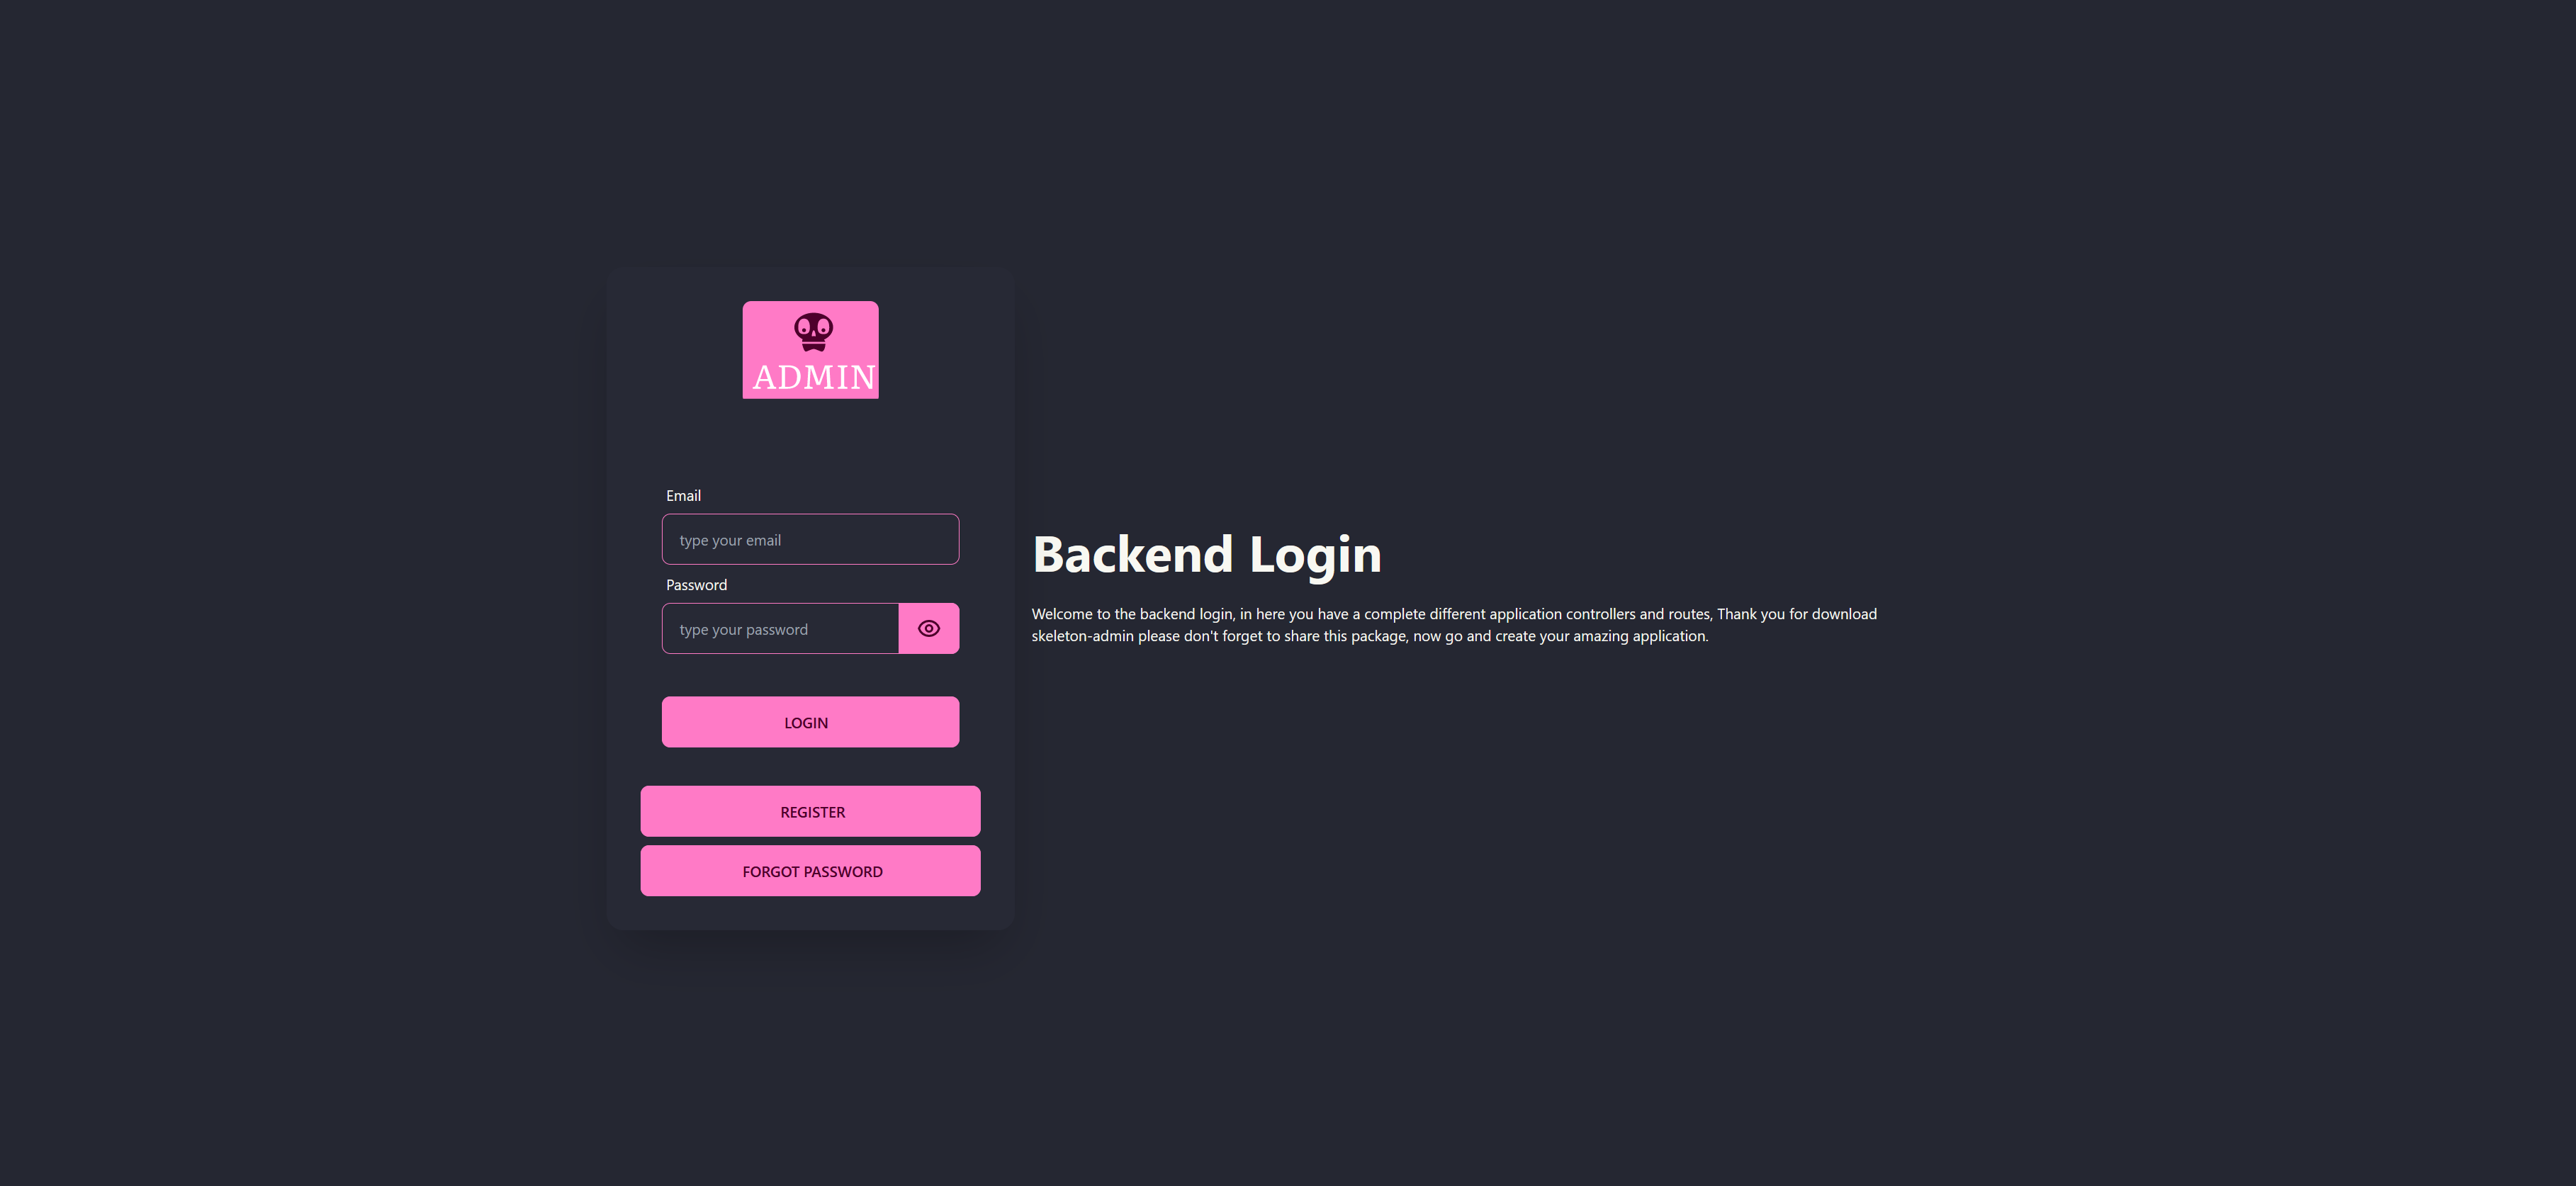 ADMIN
Email
type your email
Password
type your password
LOGIN
REGISTER
FORGOT PASSWORD
Backend Login
Welcome to the backend login, in here you have a complete different application controllers and routes, Thank you for download
skeleton-admin please don't forget to share this package, now go and create your amazing application.